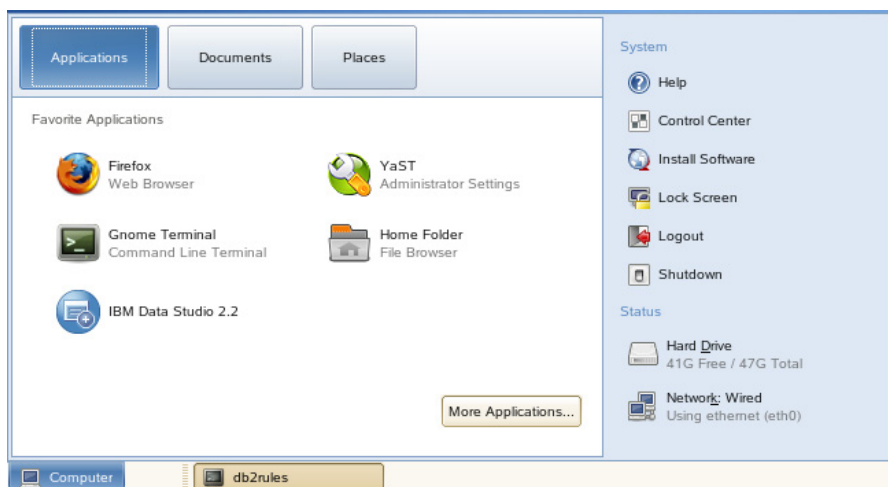 Applications
Documents
Places
Favorite Applications
Firefox
Web Browser
YaST
Administrator Settings
Gnome Terminal
Command Line Terminal
Home Folder
File Browser
IBM Data Studio 2.2
More Applications...
System
Help
Control Center
Install Software
Lock Screen
Logout
Shutdown
Status
Hard Drive
41G Free / 47G Total
Network: Wired
Using ethernet (eth0)
Computer
db2rules